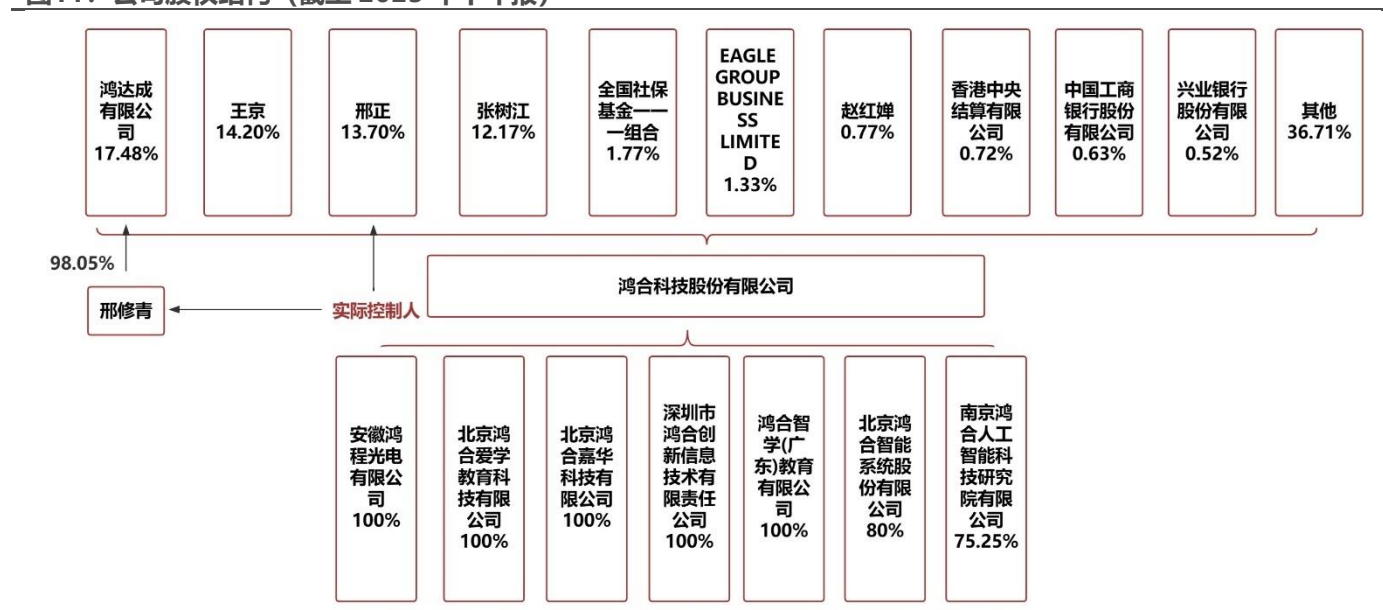 鸿达成
有限公
司
17.48%
王京
14.20%
邢正
13.70%
张树江
12.17%
全国社保
基金一一
一组合
1.77%
EAGLE
GROUP
BUSINE
SS
LIMITE
D
1.33%
赵红婵
0.77%
香港中央
结算有限
公司
0.72%
中国工商
银行股份
有限公司
0.63%
兴业银行
股份有限
公司
0.52%
其他
36.71%
98.05%
邢修青
实际控制人
鸿合科技股份有限公司
安徽鸿
程光电
有限公
司
100%
北京鸿
合爱学
教育科
技有限
公司
100%
北京鸿
合嘉华
科技有
限公司
100%
深圳市
鸿合创
新信息
技术有
限责任
公司
100%
鸿合智
学(广
东)教育
有限公
司
100%
北京鸿
合智能
系统股
份有限
公司
80%
南京鸿
合人工
智能科
技研究
院有限
公司
75.25%